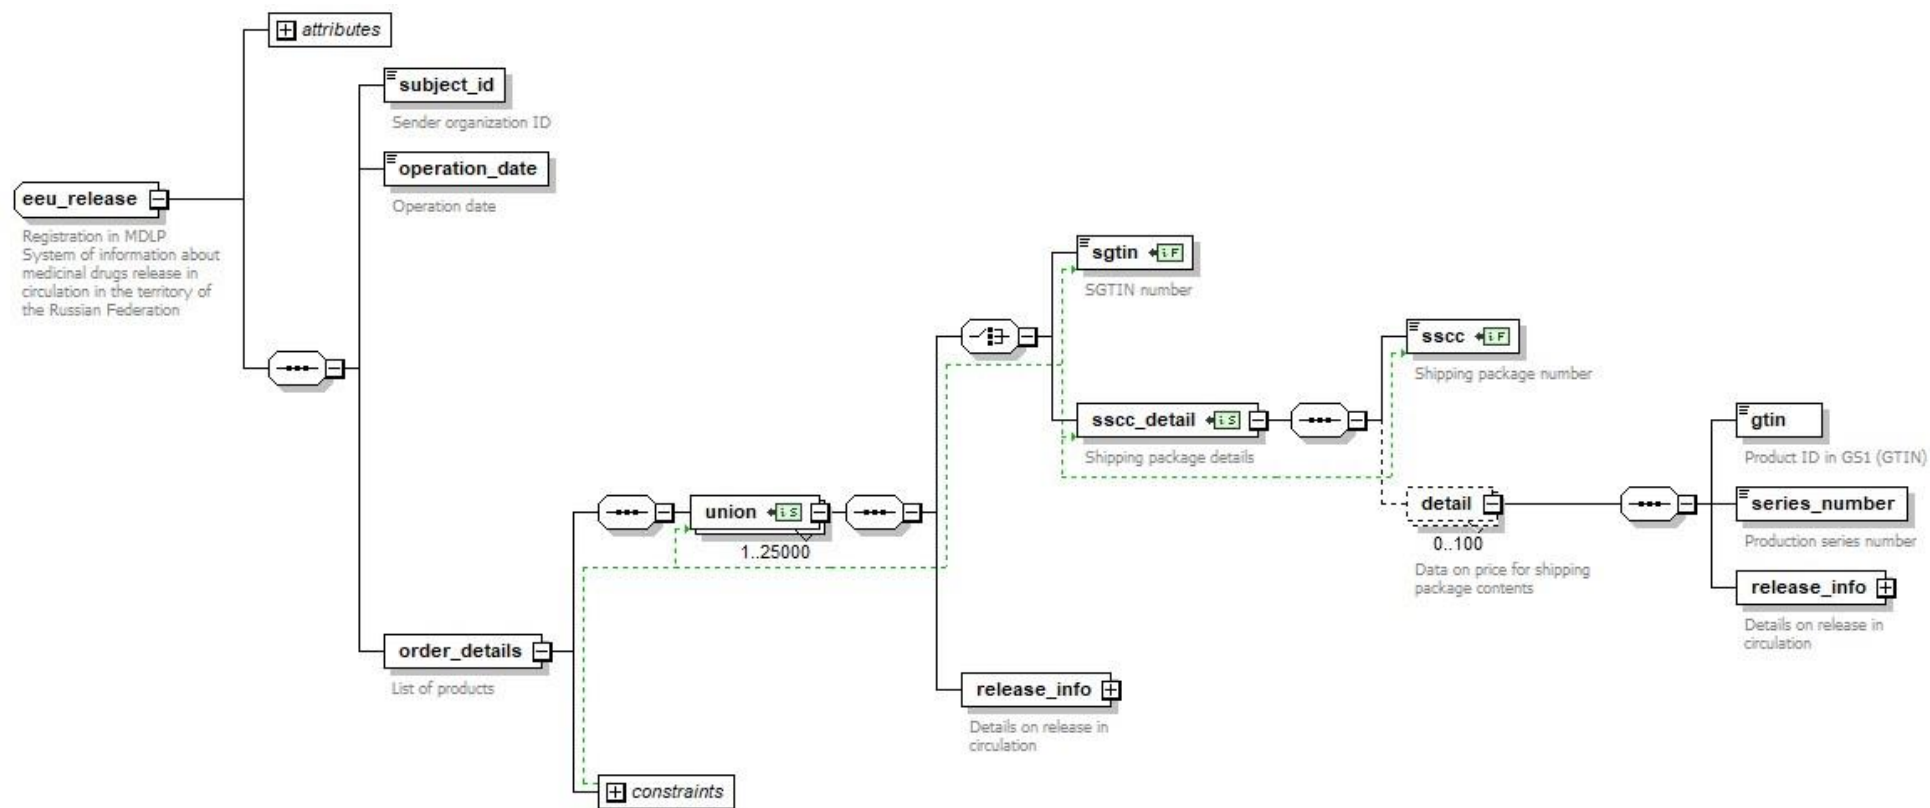 attributes
subject_id
Sender organization ID
operation_date
Operation date
eeu_release
Registration in MDLP
System of information about
medicinal drugs release in
circulation in the territory of
the Russian Federation
sgtin iF
SGTIN number
sscc iF
Shipping package number
sscc_detail iS
Shipping package details
gtin
Product ID in GS1 (GTIN)
union iS
1..25000
detail
0..100
Data on price for shipping
package contents
series_number
Production series number
release_info
Details on release in
circulation
order_details
List of products
release_info
Details on release in
circulation
constraints